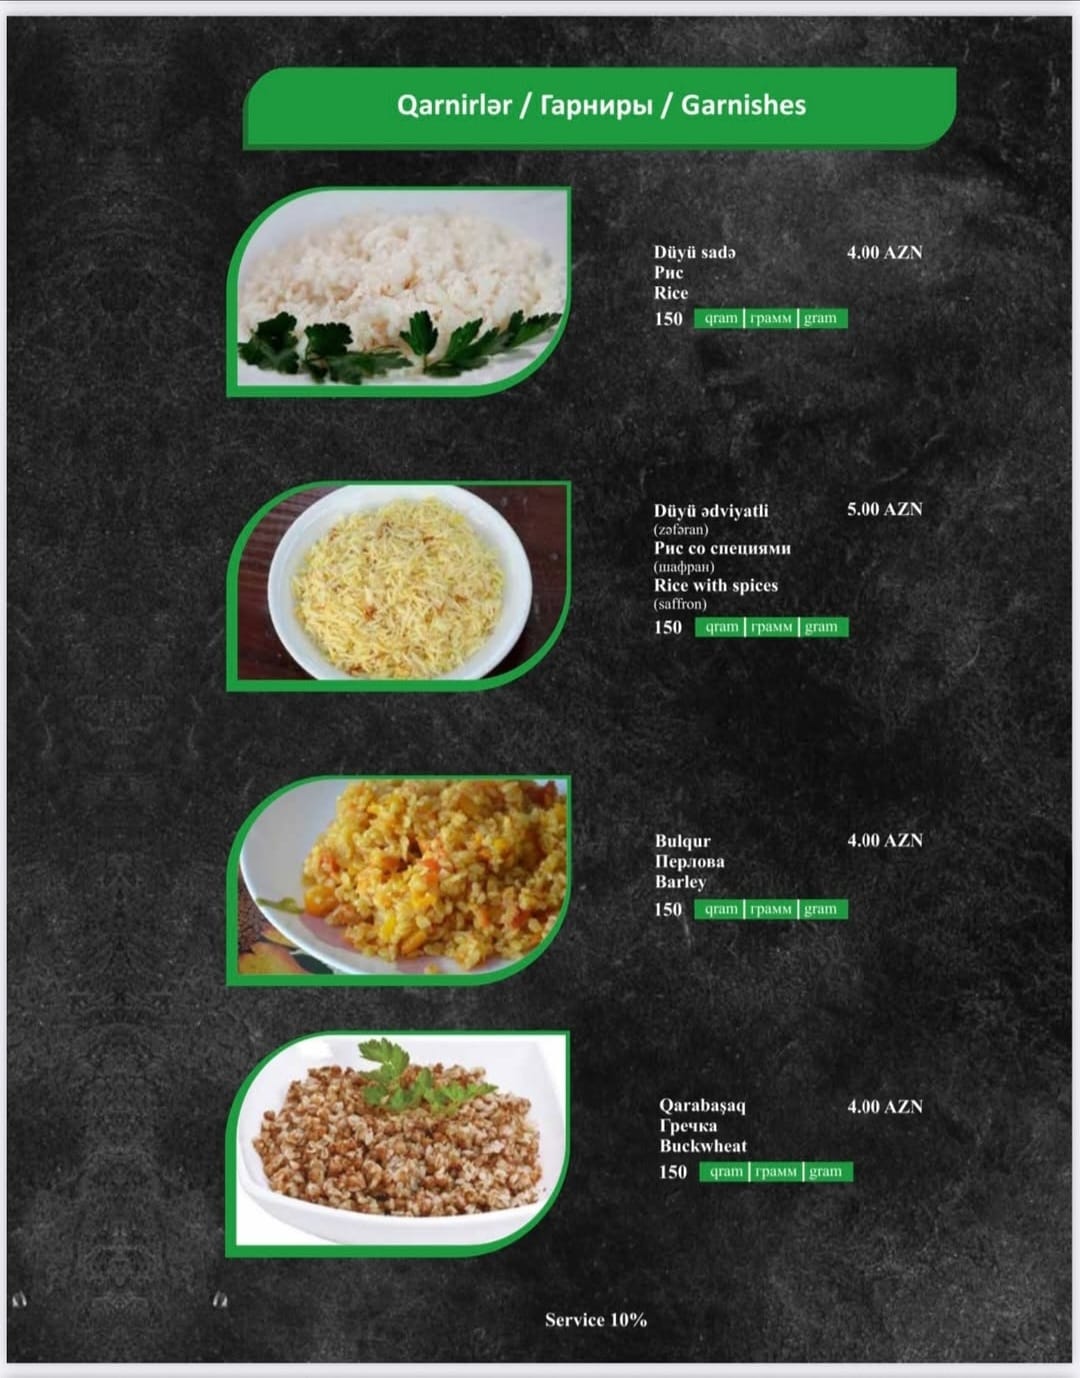 Qarnirlər / Гарниры / Garnishes
Düyü sadə 4.00 AZN
Рис
Rice
150 qram | грамм | gram
Düyü ədviyatli 5.00 AZN
(zəfəran)
Рис со специями
(шафран)
Rice with spices
(saffron)
150 qram | грамм | gram
Bulqur 4.00 AZN
Перлова
Barley
150 qram | грамм | gram
Qarabaşaq 4.00 AZN
Гречка
Buckwheat
150 qram | грамм | gram
Service 10%